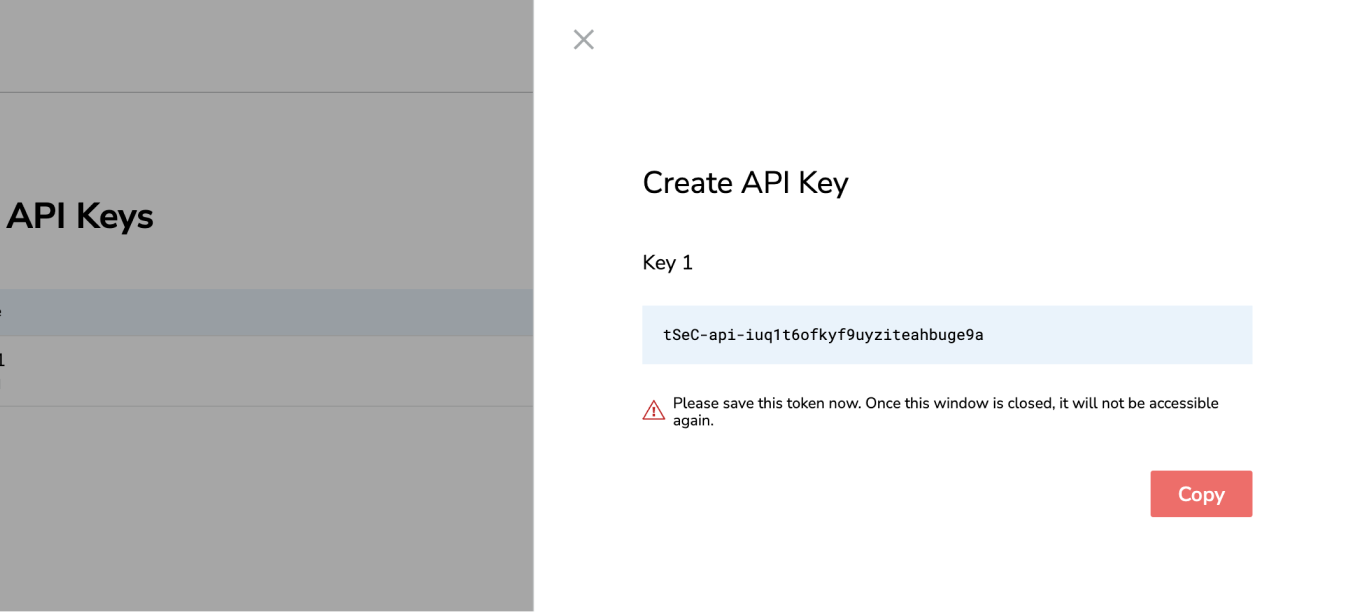 Create API Key
API Keys
Key 1
e
1
tSeC-api-iuq1t6ofkyf9uyziteahbuge9a
Please save this token now. Once this window is closed, it will not be accessible
again.
Copy